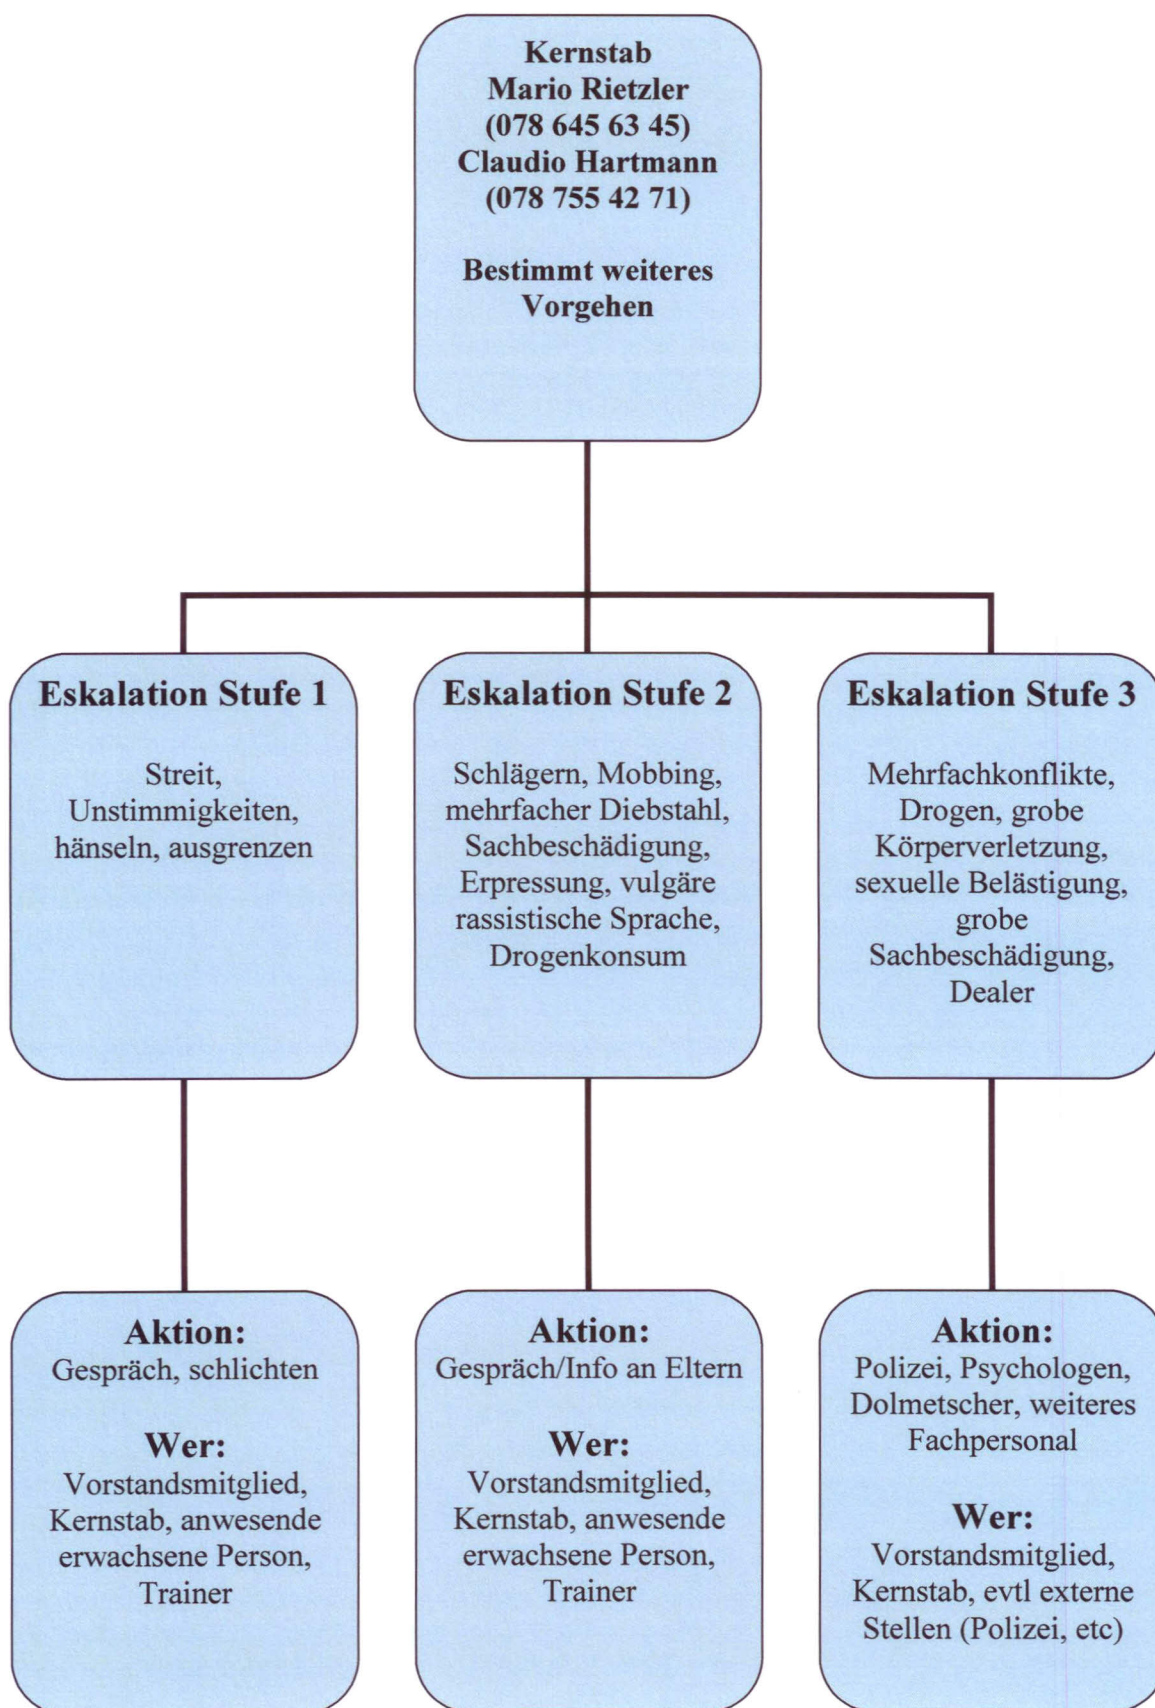 Kernstab
Mario Rietzler
(078 645 63 45)
Claudio Hartmann
(078 755 42 71)
Bestimmt weiteres
Vorgehen
Eskalation Stufe 1
Streit,
Unstimmigkeiten,
hänseln, ausgrenzen
Eskalation Stufe 2
Schlägern, Mobbing,
mehrfacher Diebstahl,
Sachbeschädigung,
Erpressung, vulgäre
rassistische Sprache,
Drogenkonsum
Eskalation Stufe 3
Mehrfachkonflikte,
Drogen, grobe
Körperverletzung,
sexuelle Belästigung,
grobe
Sachbeschädigung,
Dealer
Aktion:
Gespräch, schlichten
Wer:
Vorstandsmitglied,
Kernstab, anwesende
erwachsene Person,
Trainer
Aktion:
Gespräch/Info an Eltern
Wer:
Vorstandsmitglied,
Kernstab, anwesende
erwachsene Person,
Trainer
Aktion:
Polizei, Psychologen,
Dolmetscher, weiteres
Fachpersonal
Wer:
Vorstandsmitglied,
Kernstab, evtl externe
Stellen (Polizei, etc)